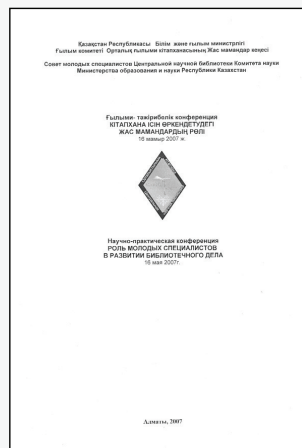 Қазақстан Республикасы Білім және ғылым министрлігі
Ғылым комитеті Орталық ғылыми кітапханасының Жас мамандар кеңесі
Совет молодых специалистов Центральной научной библиотеки Комитета науки
Министерства образования и науки Республики Казахстан
Ғылыми- тәжірибелік конференция
КІТАПХАНА ІСІН ӨРКЕНДЕТУДЕГІ
ЖАС МАМАНДАРДЫҢ РӨЛІ
16 мамыр 2007 ж.
Научно-практическая конференция
РОЛЬ МОЛОДЫХ СПЕЦИАЛИСТОВ
В РАЗВИТИИ БИБЛИОТЕЧНОГО ДЕЛА
16 мая 2007г.
Алматы, 2007